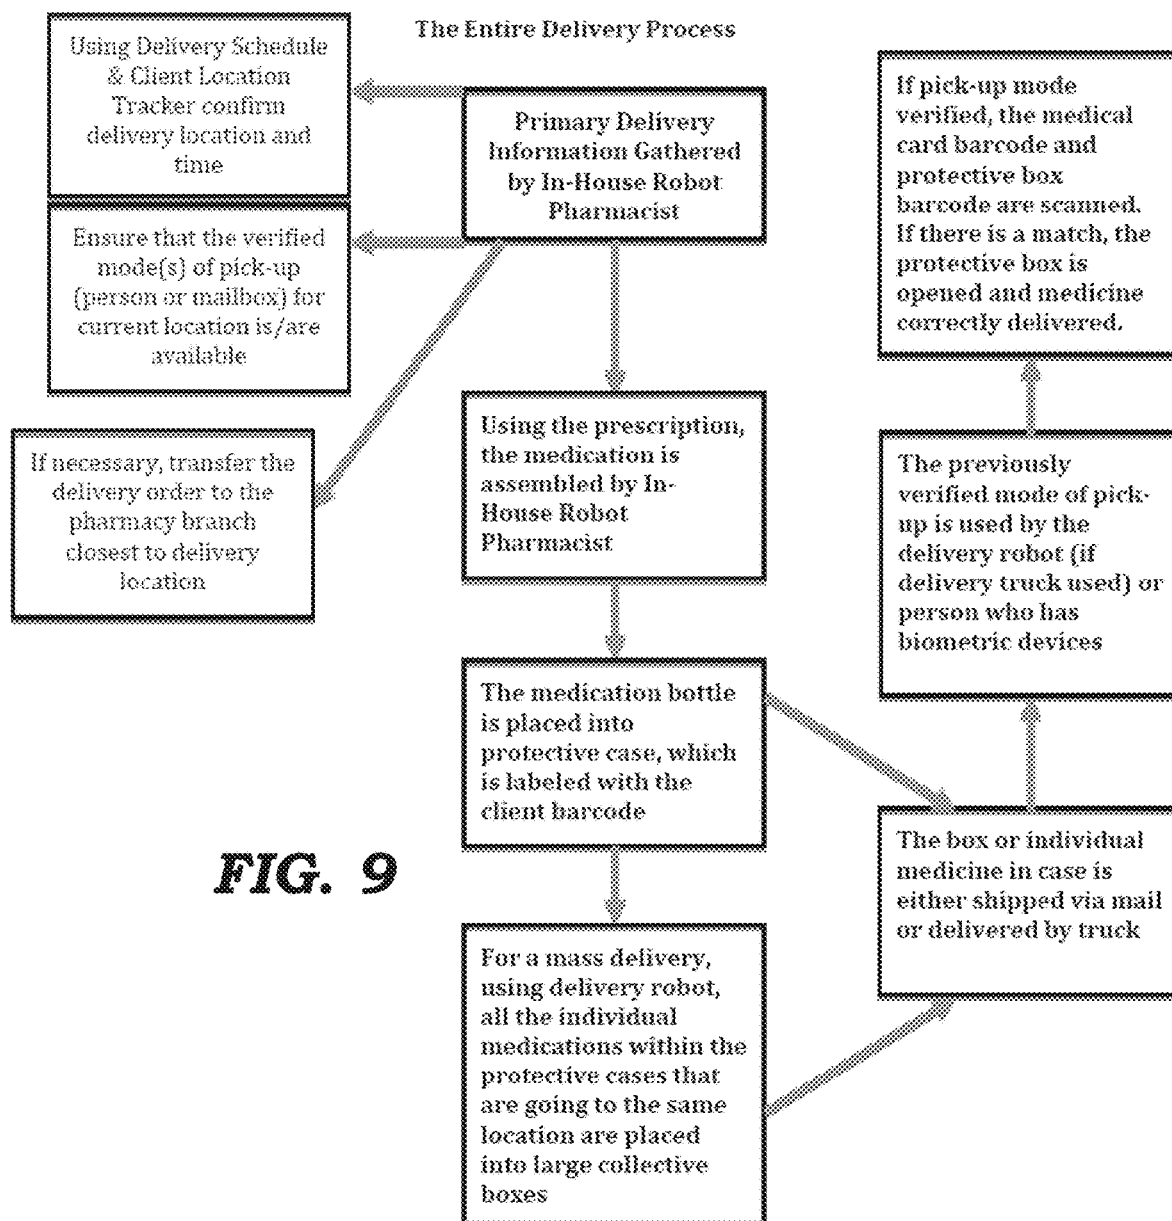 The Entire Delivery Process
Using Delivery Schedule
& Client Location
Tracker confirm
delivery location and
time
Primary Delivery
Information Gathered
by In-House Robot
Pharmacist
Ensure that the verified
mode(s) of pick-up
(person or mailbox) for
current location is/are
available
If necessary, transfer the
delivery order to the
pharmacy branch
closest to delivery
location
Using the prescription,
the medication is
assembled by In-
House Robot
Pharmacist
The medication bottle
is placed into
protective case, which
is labeled with the
client barcode
For a mass delivery,
using delivery robot,
all the individual
medications within the
protective cases that
are going to the same
location are placed
into large collective
boxes
The box or individual
medicine in case is
either shipped via mail
or delivered by truck
The previously
verified mode of pick-
up is used by the
delivery robot (if
delivery truck used) or
person who has
biometric devices
If pick-up mode
verified, the medical
card barcode and
protective box
barcode are scanned.
If there is a match, the
protective box is
opened and medicine
correctly delivered.
FIG. 9